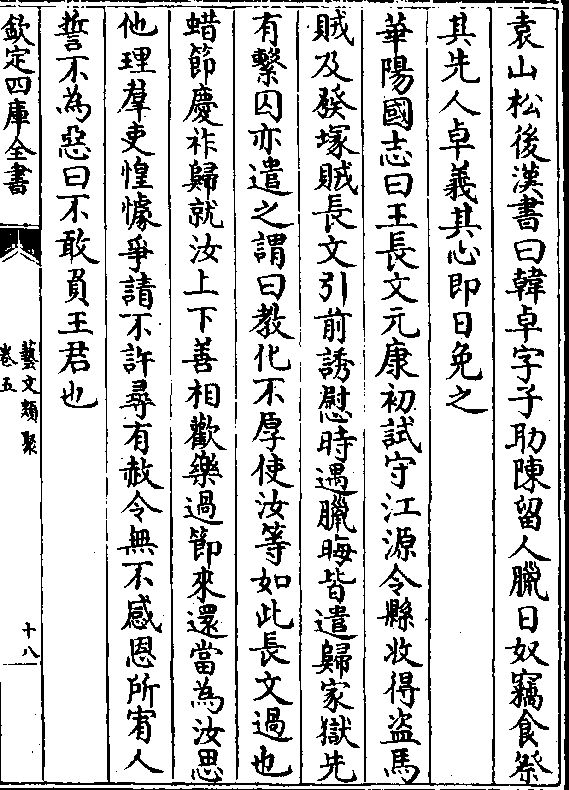 袁山松後漢書曰韓卓字子助陳留人臘日奴竊食祭
其先人卓義其心即日免之
華陽國志曰王長文元康初試守江源令縣收得盜馬
賊及發塚賊長文引前誘慰時遇臘晦皆遣歸家獄先
有繫囚亦遣之謂曰教化不厚使汝等如此長文過也
蜡節慶祚歸就汝上下善相歡樂過節來還當為汝思
他理羣吏惶懅爭請不許尋有赦令無不感恩所宥人
誓不為惡曰不敢負王君也
欽定四庫全書
藝文類聚
卷五
十八